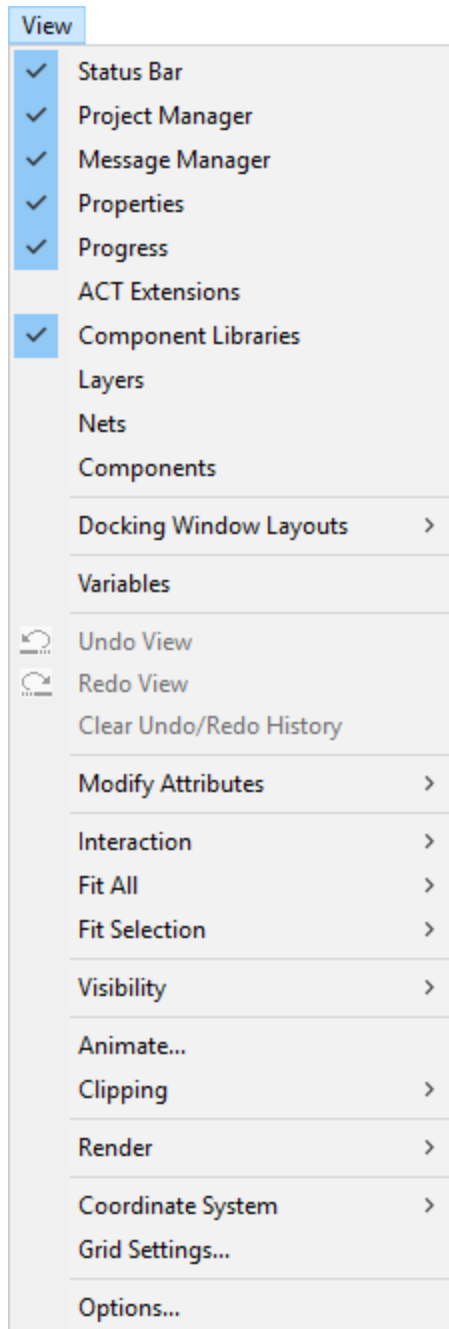 View
Status Bar
Project Manager
Message Manager
Properties
Progress
ACT Extensions
Component Libraries
Layers
Nets
Components
Docking Window Layouts
Variables
Undo View
Redo View
Clear Undo/Redo History
Modify Attributes
Interaction
Fit All
Fit Selection
Visibility
Animate...
Clipping
Render
Coordinate System
Grid Settings...
Options...